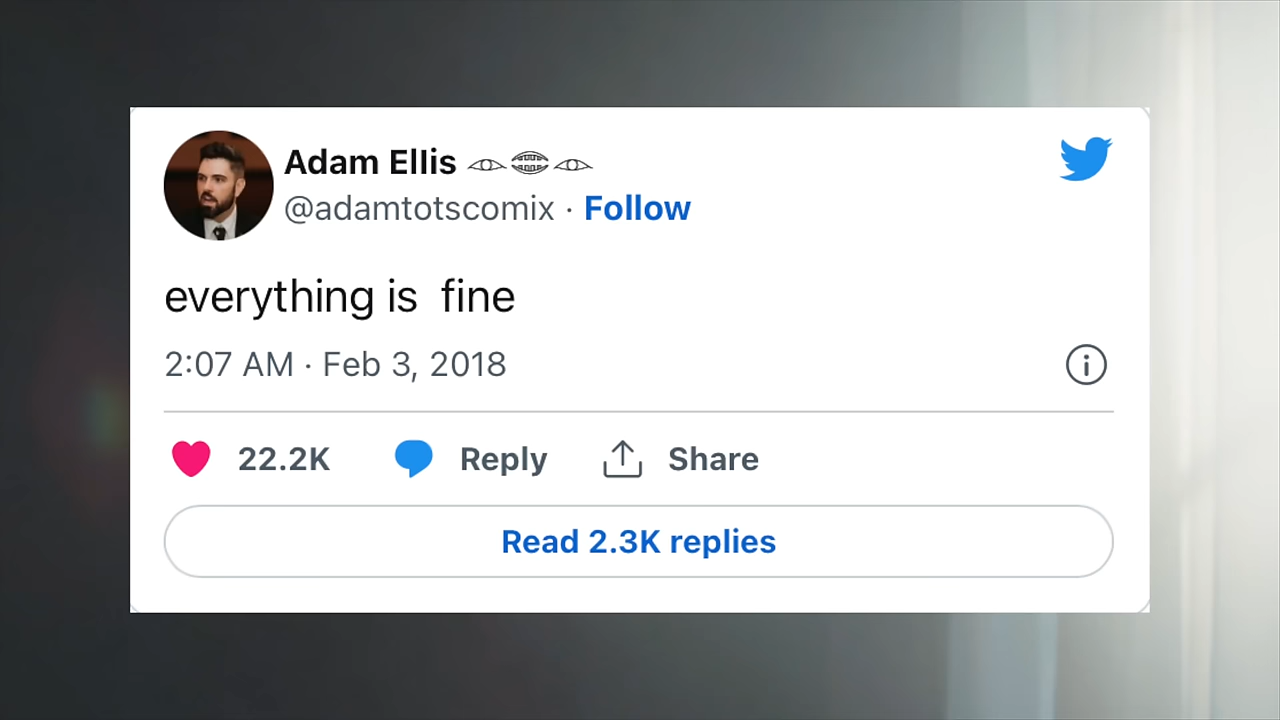 Adam Ellis
@adamtotscomix · Follow
everything is  fine
2:07 AM · Feb 3, 2018
22.2K Reply Share
Read 2.3K replies